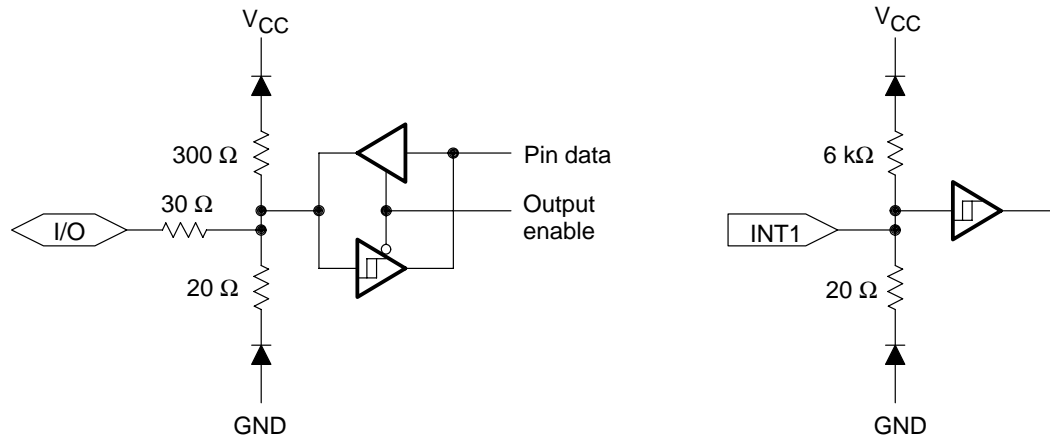 VCC
300 Ω
30 Ω
I/O
20 Ω
GND
Pin data
Output
enable
VCC
6 kΩ
INT1
20 Ω
GND